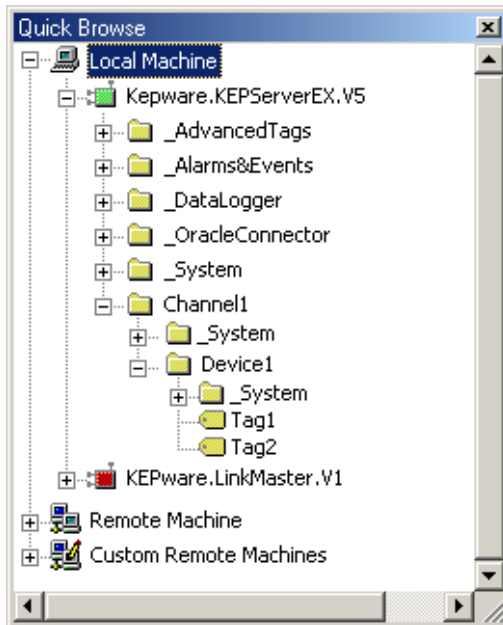 Quick Browse
Local Machine
Kepware.KEPServerEX.V5
_AdvancedTags
_Alarms&Events
_DataLogger
_OracleConnector
_System
Channel1
_System
Device1
_System
Tag1
Tag2
KEPware.LinkMaster.V1
Remote Machine
Custom Remote Machines